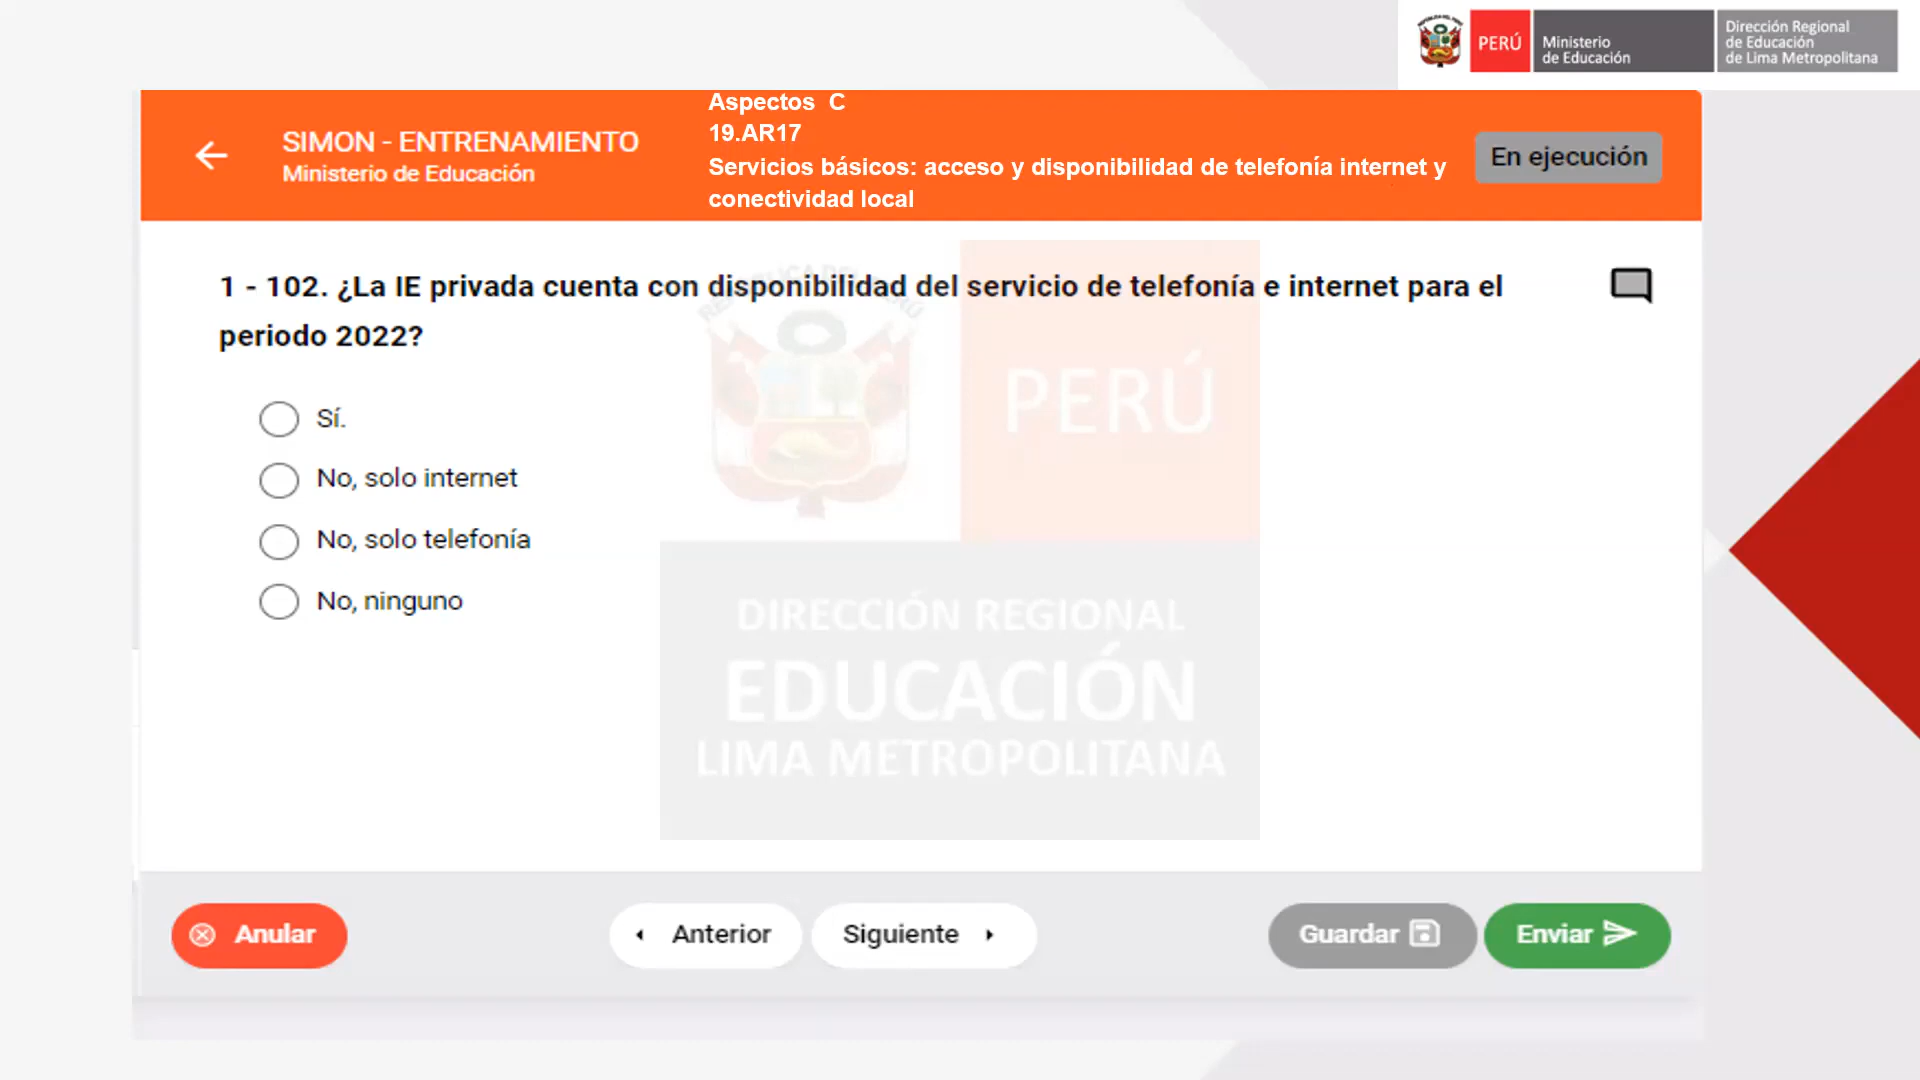 PERÚ
Ministerio
de Educación
Dirección Regional
de Educación
de Lima Metropolitana
SIMON - ENTRENAMIENTO
Ministerio de Educación
Aspectos C
19.AR17
Servicios básicos: acceso y disponibilidad de telefonía internet y
conectividad local
En ejecución
1 - 102. ¿La IE privada cuenta con disponibilidad del servicio de telefonía e internet para el
periodo 2022?
Sí.
No, solo internet
No, solo telefonía
No, ninguno
PERÚ
DIRECCIÓN REGIONAL
EDUCACIÓN
LIMA METROPOLITANA
Anular
Anterior
Siguiente
Guardar
Enviar